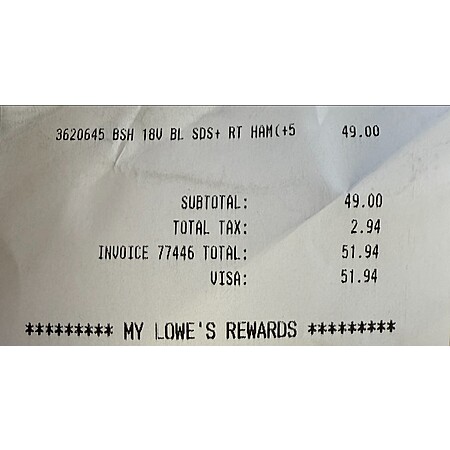 3620645 BSH 18V BL SDS+ RT HAM(+5 49.00
SUBTOTAL: 49.00
TOTAL TAX: 2.94
INVOICE 77446 TOTAL: 51.94
VISA: 51.94
********* MY LOWE'S REWARDS *********